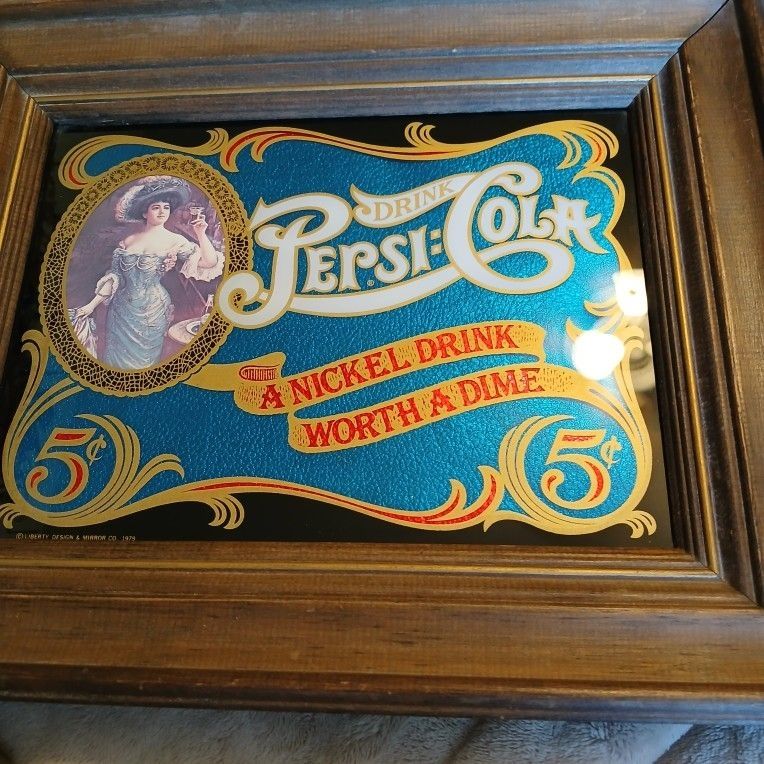 DRINK
PEPSI:COLA
A NICKEL DRINK
WORTH A DIME
5¢
5¢
© LIBERTY DESIGN & MIRROR CO. 1979